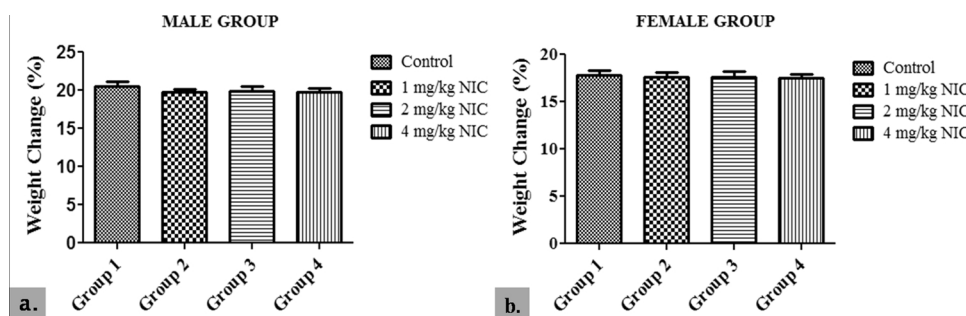 MALE GROUP
Weight Change (%)
25
20
15
10
5
0
Group 1
Group 2
Group 3
Group 4
Control
1 mg/kg NIC
2 mg/kg NIC
4 mg/kg NIC
a.
FEMALE GROUP
Weight Change (%)
20
15
10
5
0
Group 1
Group 2
Group 3
Group 4
Control
1 mg/kg NIC
2 mg/kg NIC
4 mg/kg NIC
b.